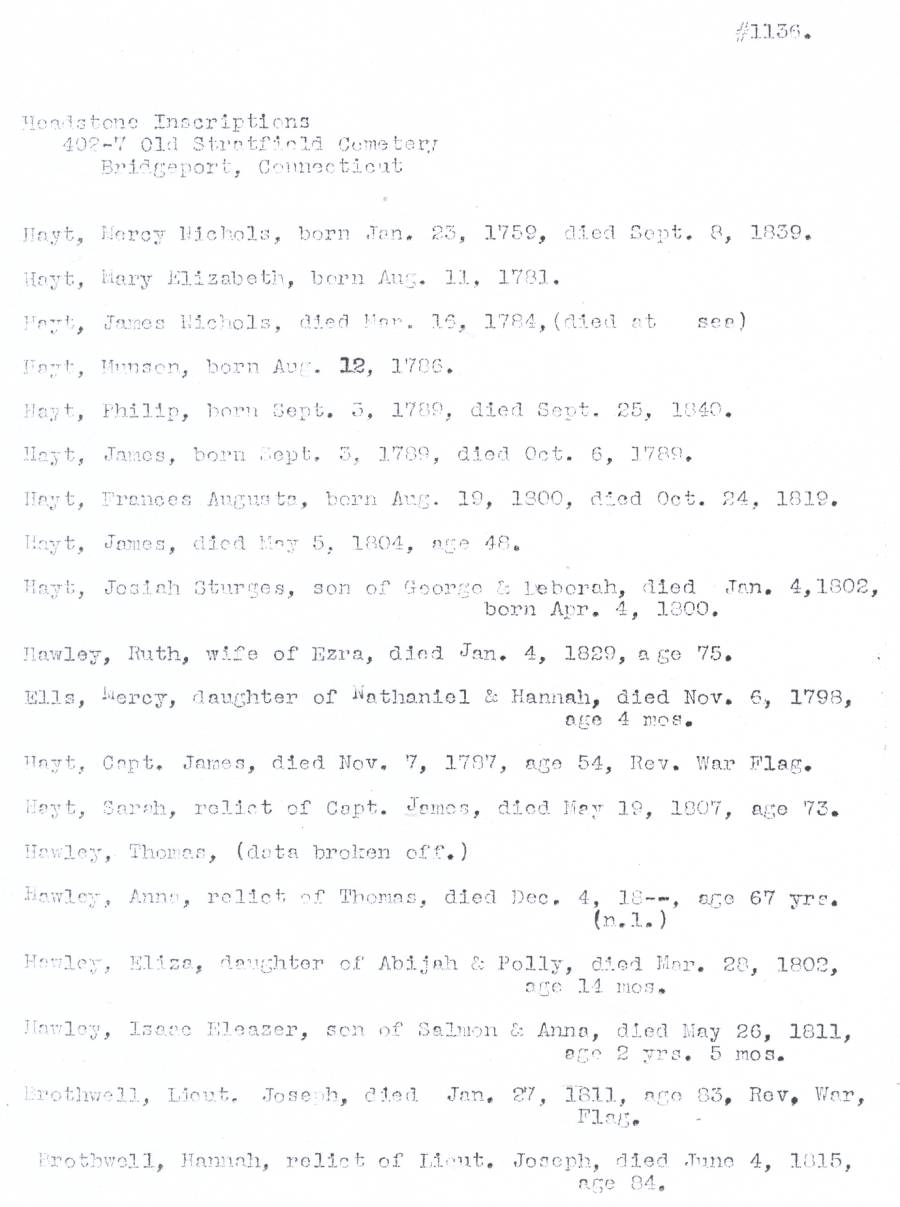 #1136.
Headstone Inscriptions
402-7 Old Stratfield Cemetery
Bridgeport, Connecticut
Hayt, Mercy Nichols, born Jan. 23, 1759, died Sept. 8, 1839.
Hayt, Mary Elizabeth, born Aug. 11, 1781.
Hayt, James Nichols, died Mar. 16, 1784,(died at sea)
Hayt, Munson, born Aug. 12, 1786.
Hayt, Philip, born Sept. 3, 1789, died Sept. 25, 1840.
Hayt, James, born Sept. 3, 1789, died Oct. 6, 1789.
Hayt, Frances Augusta, born Aug. 19, 1800, died Oct. 24, 1819.
Hayt, James, died May 5, 1804, age 48.
Hayt, Josiah Sturges, son of George & Deborah, died Jan. 4,1802,
born Apr. 4, 1800.
Hawley, Ruth, wife of Ezra, died Jan. 4, 1829, age 75.
Ells, Mercy, daughter of Nathaniel & Hannah, died Nov. 6, 1798,
age 4 mos.
Hayt, Capt. James, died Nov. 7, 1787, age 54, Rev. War Flag.
Hayt, Sarah, relict of Capt. James, died May 19, 1807, age 73.
Hawley, Thomas, (data broken off.)
Hawley, Anna, relict of Thomas, died Dec. 4, 18--, age 67 yrs.
(n.l.)
Hawley, Eliza, daughter of Abijah & Polly, died Mar. 28, 1802,
age 14 mos.
Hawley, Isaac Eleazer, son of Salmon & Anna, died May 26, 1811,
age 2 yrs. 5 mos.
Brothwell, Lieut. Joseph, died Jan. 27, 1811, age 83, Rev. War,
Flag.
Brothwell, Hannah, relict of Lieut. Joseph, died June 4, 1815,
age 84.